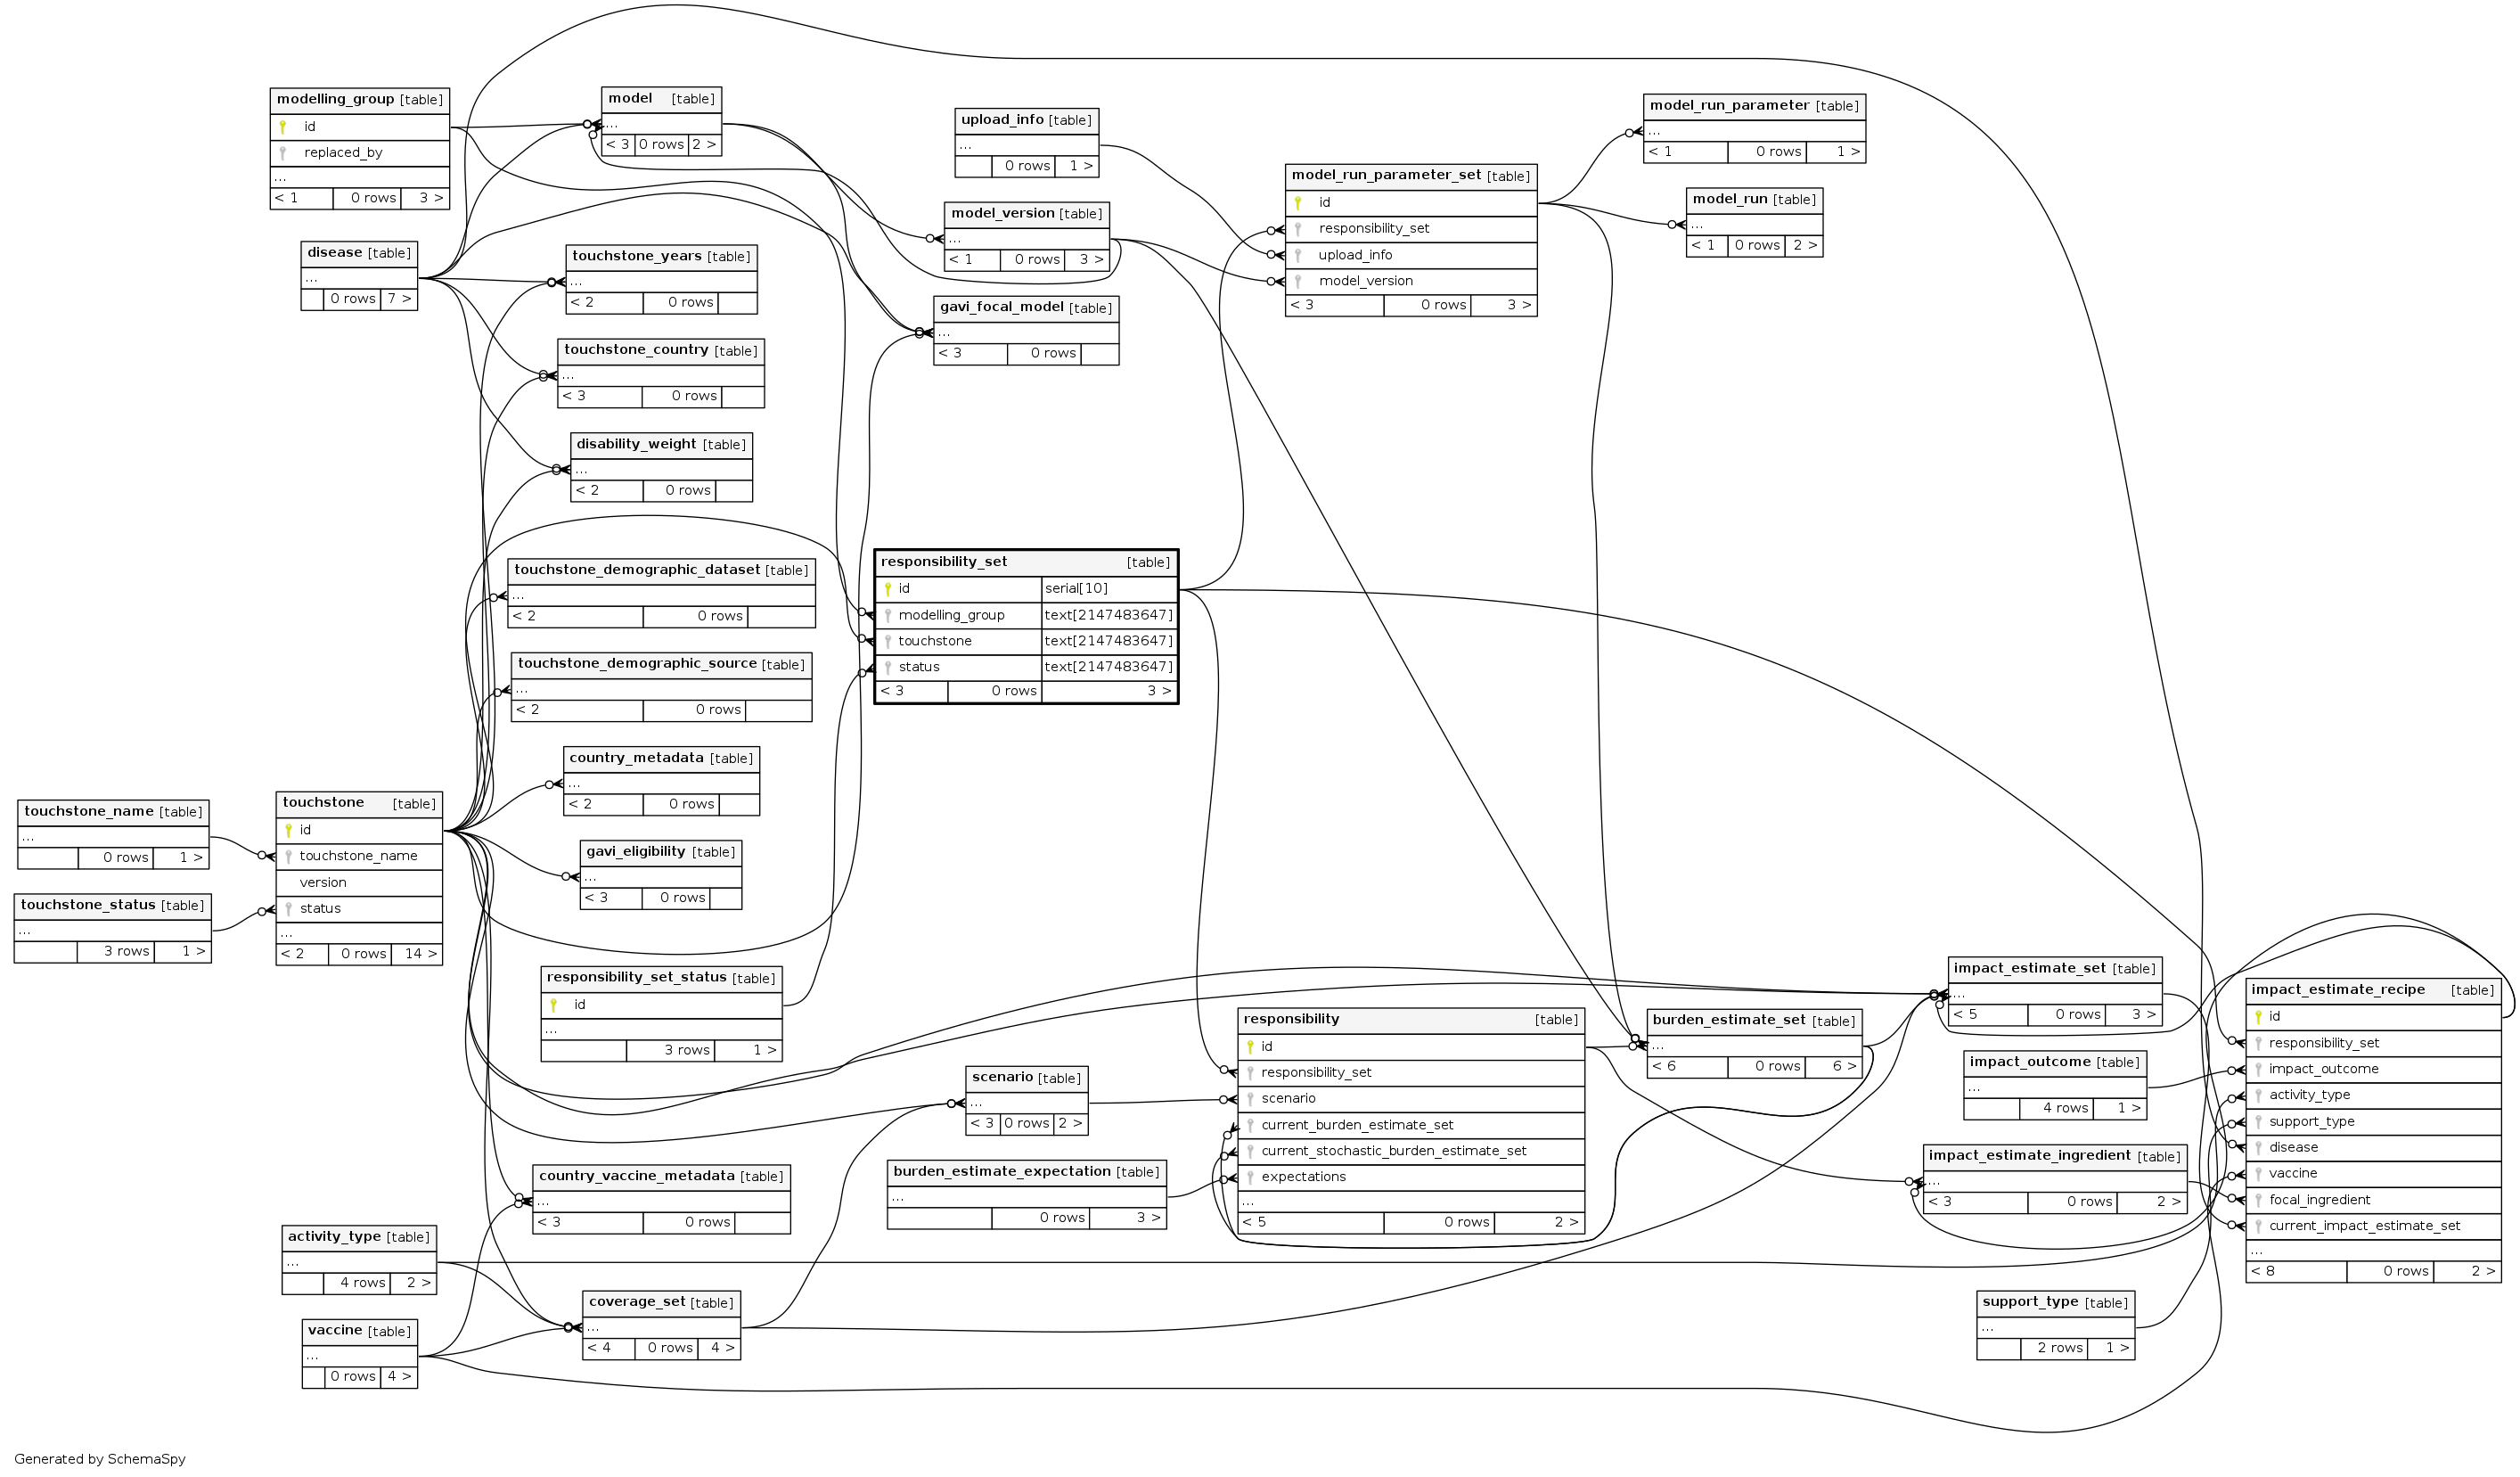 modelling_group [table]
id
replaced_by
...
< 1 0 rows 3 >
model [table]
...
< 3 0 rows 2 >
upload_info [table]
...
0 rows 1 >
model_run_parameter [table]
...
< 1 0 rows 1 >
model_run_parameter_set [table]
id
responsibility_set
upload_info
model_version
< 3 0 rows 3 >
model_run [table]
...
< 1 0 rows 2 >
model_version [table]
...
< 1 0 rows 3 >
disease [table]
...
0 rows 7 >
touchstone_years [table]
...
< 2 0 rows
gavi_focal_model [table]
...
< 3 0 rows
touchstone_country [table]
...
< 3 0 rows
disability_weight [table]
...
< 2 0 rows
touchstone_demographic_dataset [table]
...
< 2 0 rows
responsibility_set [table]
id serial[10]
modelling_group text[2147483647]
touchstone text[2147483647]
status text[2147483647]
< 3 0 rows 3 >
touchstone_demographic_source [table]
...
< 2 0 rows
country_metadata [table]
...
< 2 0 rows
touchstone_name [table]
...
0 rows 1 >
touchstone_status [table]
...
3 rows 1 >
touchstone [table]
id
touchstone_name
version
status
...
< 2 0 rows 14 >
gavi_eligibility [table]
...
< 3 0 rows
responsibility_set_status [table]
id
...
3 rows 1 >
scenario [table]
...
< 3 0 rows 2 >
responsibility [table]
id
responsibility_set
scenario
current_burden_estimate_set
current_stochastic_burden_estimate_set
expectations
...
< 5 0 rows 2 >
burden_estimate_set [table]
...
< 6 0 rows 6 >
impact_estimate_set [table]
...
< 5 0 rows 3 >
impact_estimate_recipe [table]
id
responsibility_set
impact_outcome
activity_type
support_type
disease
vaccine
focal_ingredient
current_impact_estimate_set
...
< 8 0 rows 2 >
impact_outcome [table]
...
4 rows 1 >
impact_estimate_ingredient [table]
...
< 3 0 rows 2 >
country_vaccine_metadata [table]
...
< 3 0 rows
burden_estimate_expectation [table]
...
0 rows 3 >
activity_type [table]
...
4 rows 2 >
coverage_set [table]
...
< 4 0 rows 4 >
vaccine [table]
...
0 rows 4 >
support_type [table]
...
2 rows 1 >
Generated by SchemaSpy